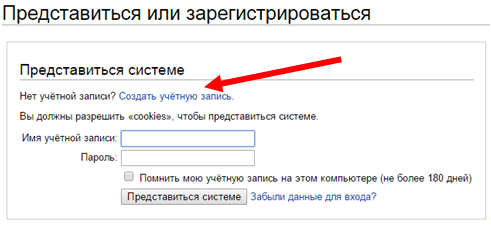 Представиться или зарегистрироваться
Представиться системе
Нет учётной записи? Создать учётную запись.
Вы должны разрешить «cookies», чтобы представиться системе.
Имя учётной записи:
Пароль:
Помнить мою учётную запись на этом компьютере (не более 180 дней)
Представиться системе Забыли данные для входа?